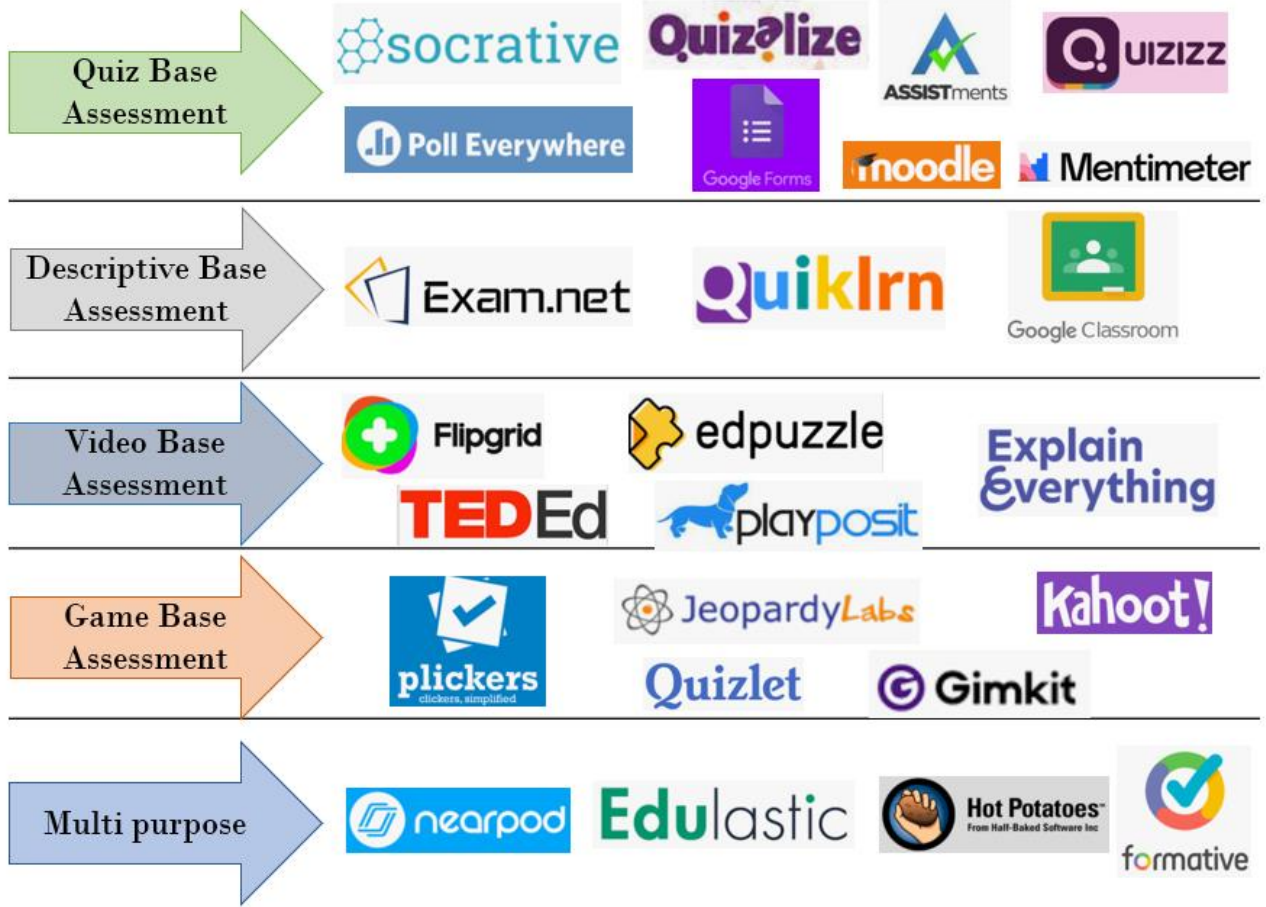 Quiz Base
Assessment
socrative
Quizalize
ASSISTments
QUIZIZZ
Poll Everywhere
Google Forms
moodle
Mentimeter
Descriptive Base
Assessment
Exam.net
Quiklrn
Google Classroom
Video Base
Assessment
Flipgrid
edpuzzle
Explain
Everything
TEDEd
playposit
Game Base
Assessment
plickers
clickers, simplified
JeopardyLabs
Kahoot!
Quizlet
G Gimkit
Multi purpose
nearpod
Edulastic
Hot Potatoes™
From Half-Baked Software Inc
formative